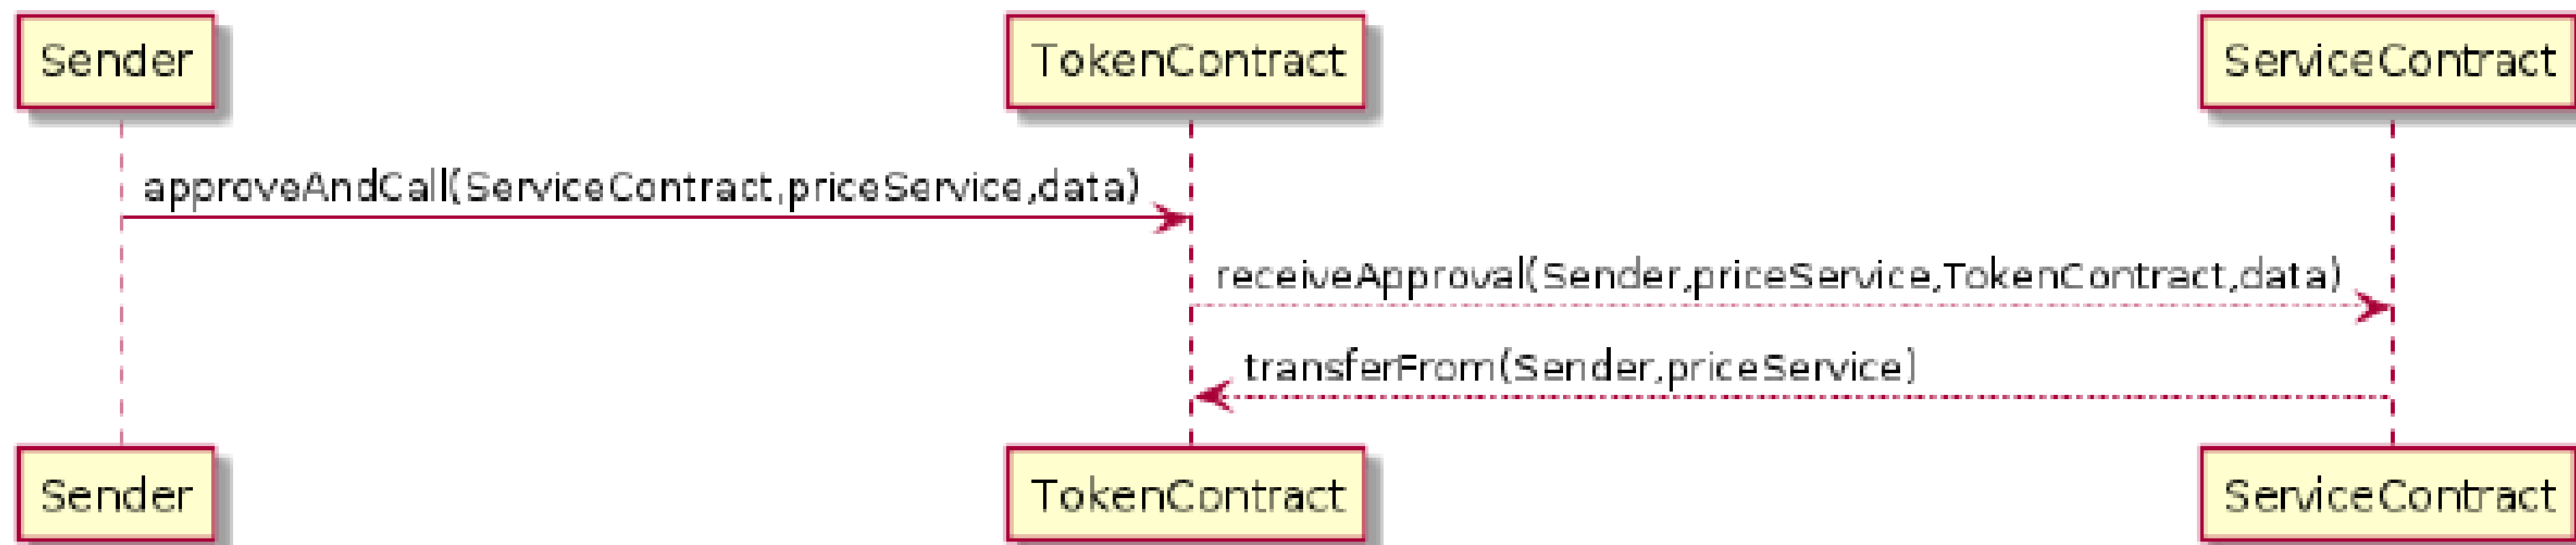 Sender
TokenContract
ServiceContract
approveAndCall(ServiceContract,priceService,data)
receiveApproval(Sender,priceService,TokenContract,data)
transferFrom(Sender,priceService)
Sender
TokenContract
ServiceContract